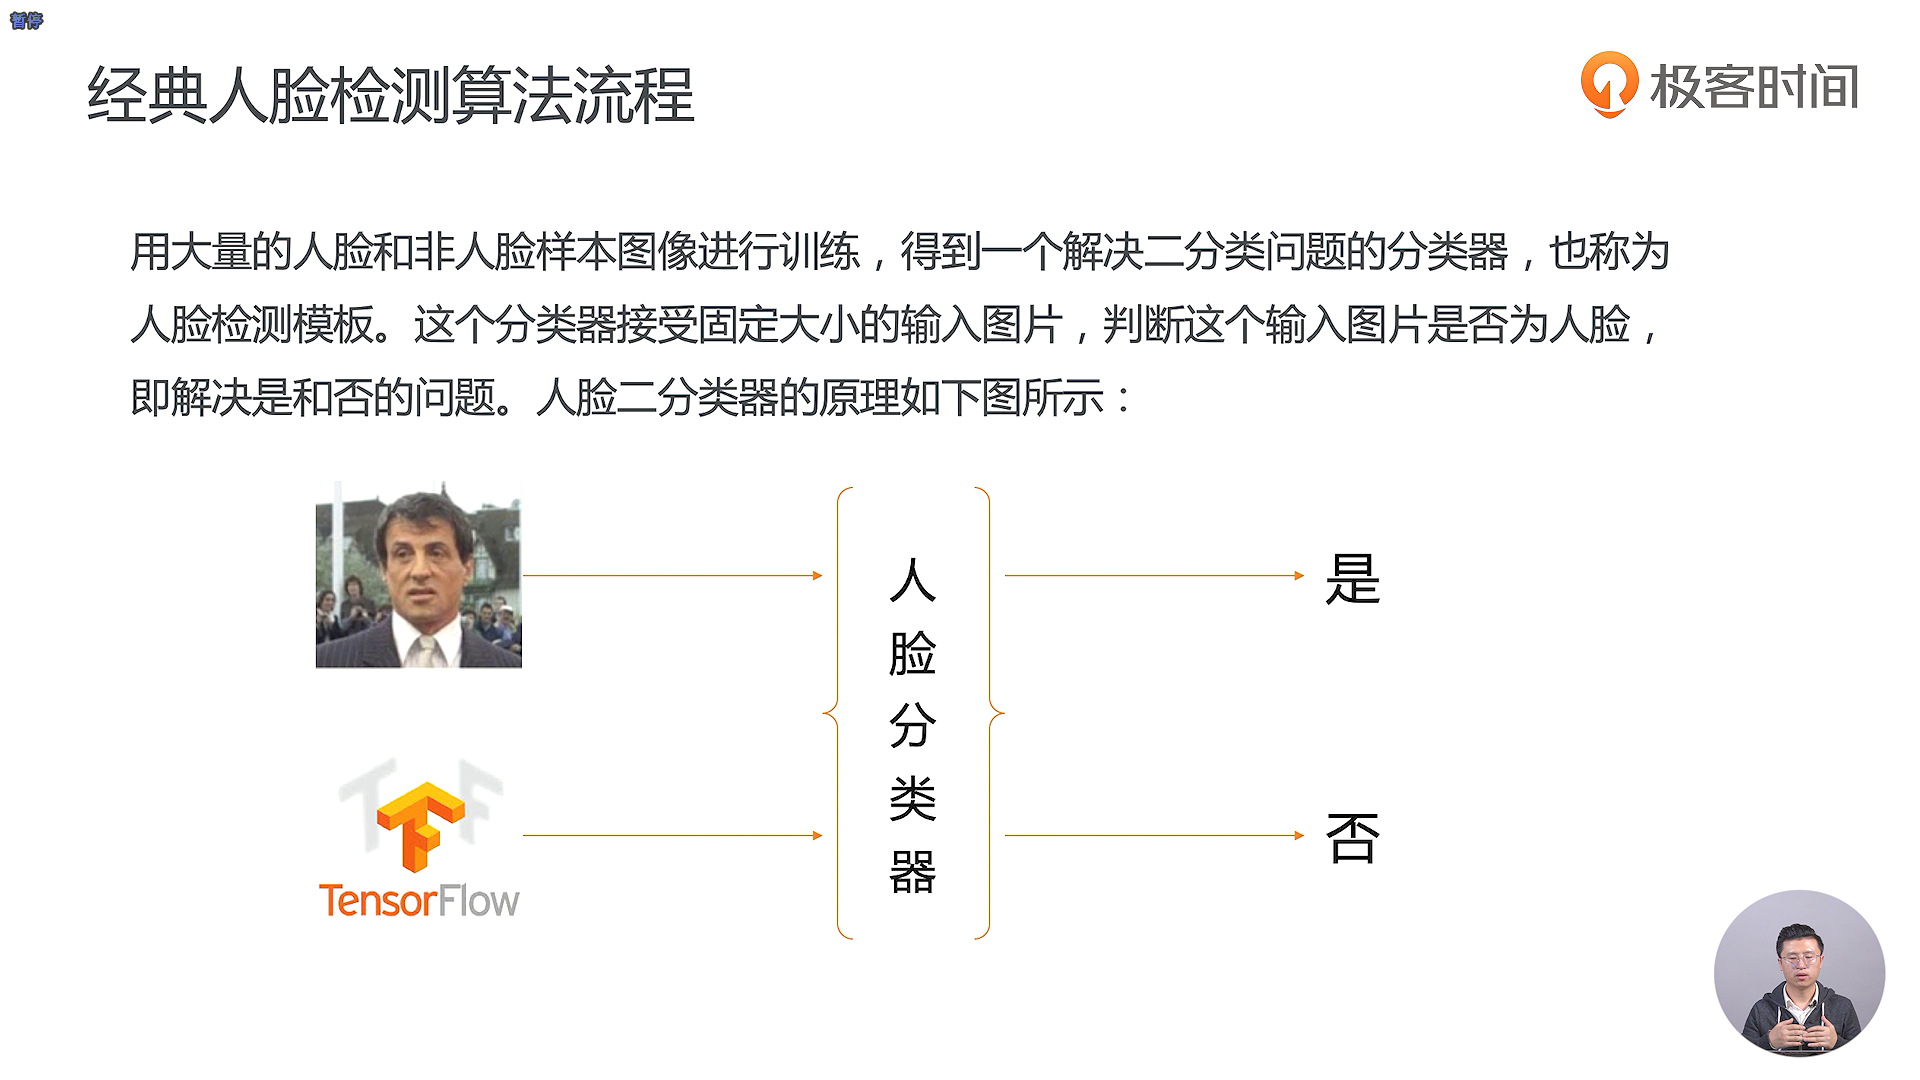 暂停
经典人脸检测算法流程
极客时间
用大量的人脸和非人脸样本图像进行训练，得到一个解决二分类问题的分类器，也称为
人脸检测模板。这个分类器接受固定大小的输入图片，判断这个输入图片是否为人脸，
即解决是和否的问题。人脸二分类器的原理如下图所示：
人脸分类器
是
TensorFlow
否